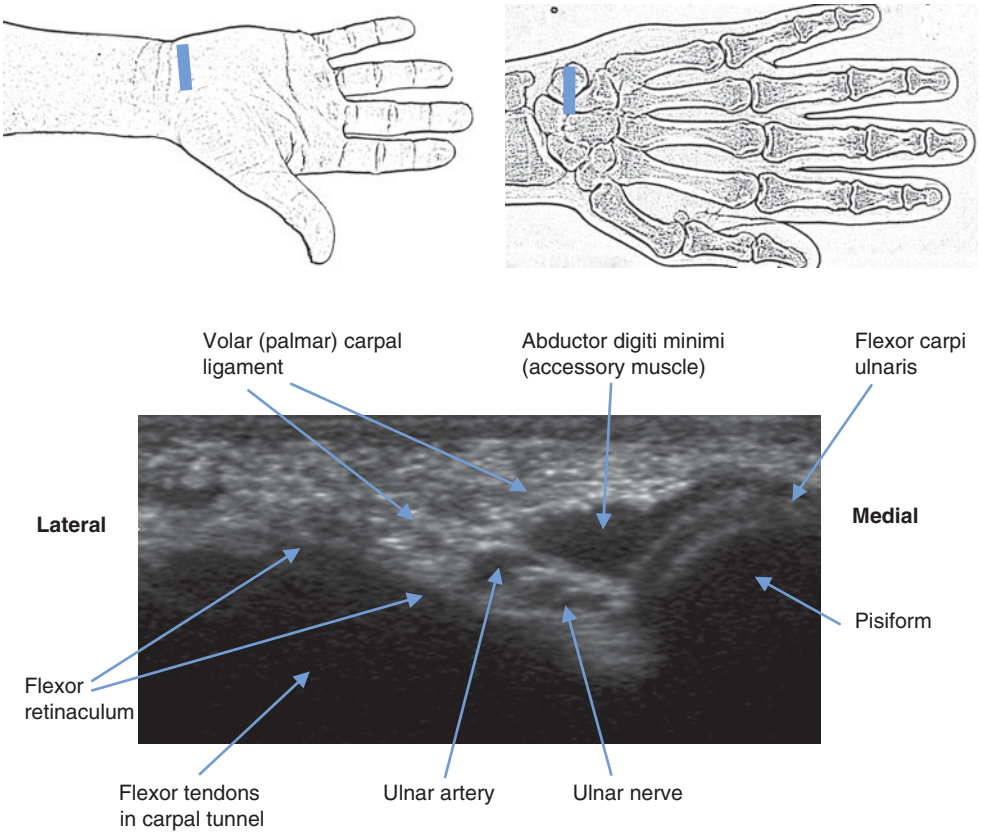 Volar (palmar) carpal
ligament
Abductor digiti minimi
(accessory muscle)
Flexor carpi
ulnaris
Lateral
Medial
Pisiform
Flexor
retinaculum
Flexor tendons
in carpal tunnel
Ulnar artery
Ulnar nerve